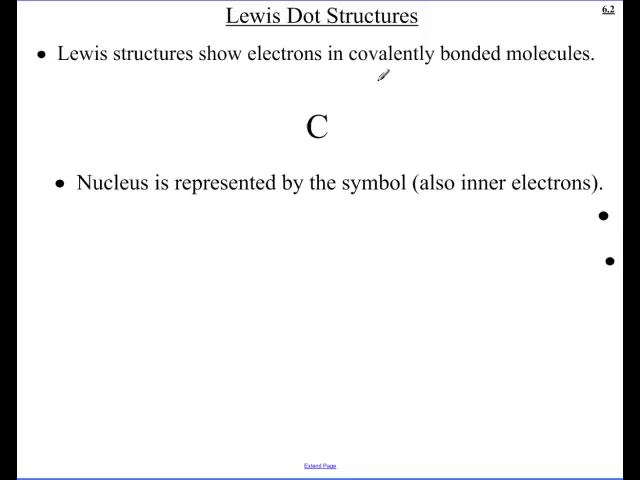 Lewis Dot Structures
6.2
● Lewis structures show electrons in covalently bonded molecules.
C
● Nucleus is represented by the symbol (also inner electrons).
●
●
Extend Page